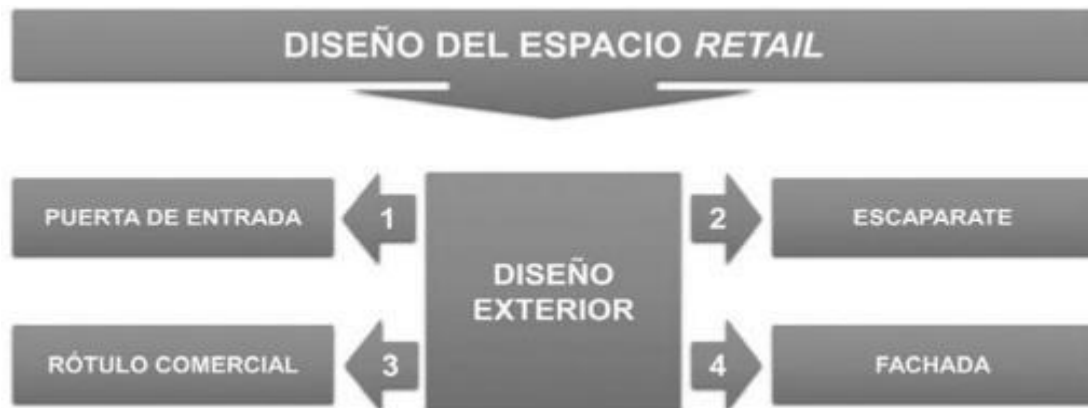 DISEÑO DEL ESPACIO RETAIL
PUERTA DE ENTRADA
1
2
ESCAPARATE
DISEÑO
EXTERIOR
RÓTULO COMERCIAL
3
4
FACHADA